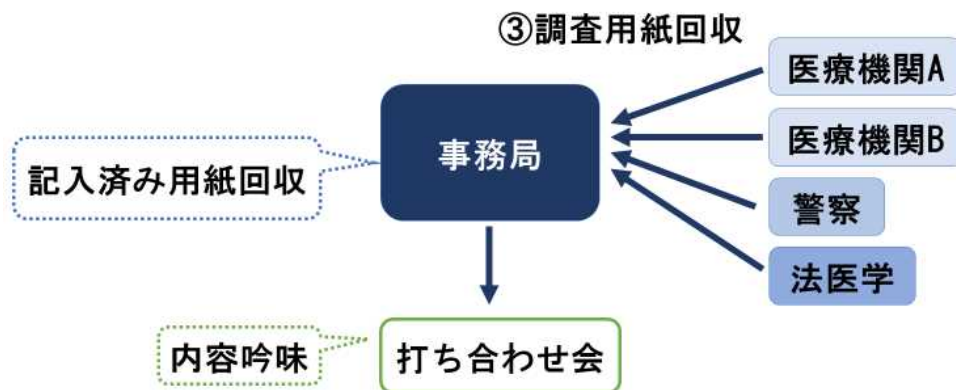 ③調査用紙回収
医療機関A
医療機関B
事務局
記入済み用紙回収
警察
法医学
内容吟味
打ち合わせ会